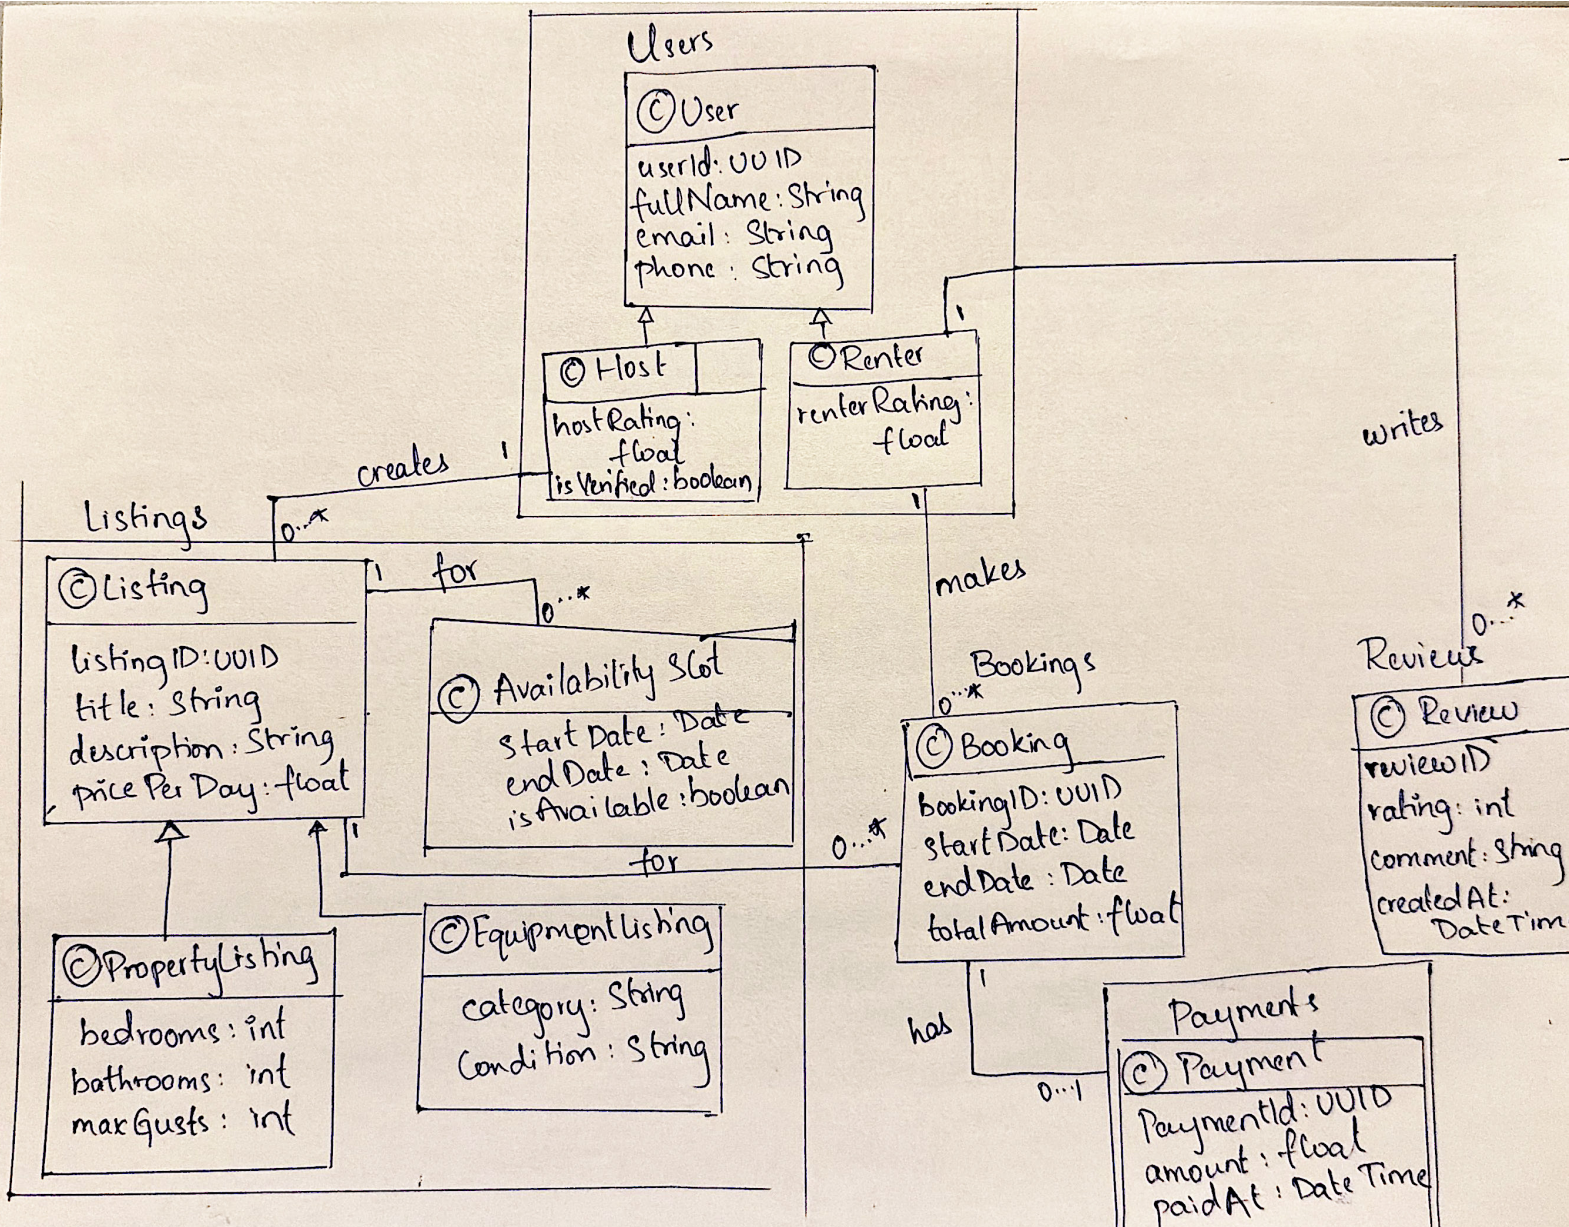 Users
© User
userId: UUID
fullName: String
email: String
phone: String
© Host
hostRating:
float
isVerified: boolean
© Renter
renterRating:
float
1
writes
0...*
creates
1
0...*
1
makes
0...*
Listings
© Listing
listingID: UUID
title: String
description: String
pricePerDay: float
1
for
0...*
© Availability Slot
startDate: Date
endDate: Date
isAvailable: boolean
1
for
0...*
© PropertyListing
bedrooms: int
bathrooms: int
maxGusts: int
© EquipmentListing
category: String
Condition: String
Bookings
© Booking
bookingID: UUID
startDate: Date
endDate: Date
totalAmount: float
1
has
0...1
Reviews
© Review
reviewID
rating: int
comment: String
createdAt:
DateTim
Payments
© Payment
PaymentId: UUID
amount: float
paidAt: DateTime